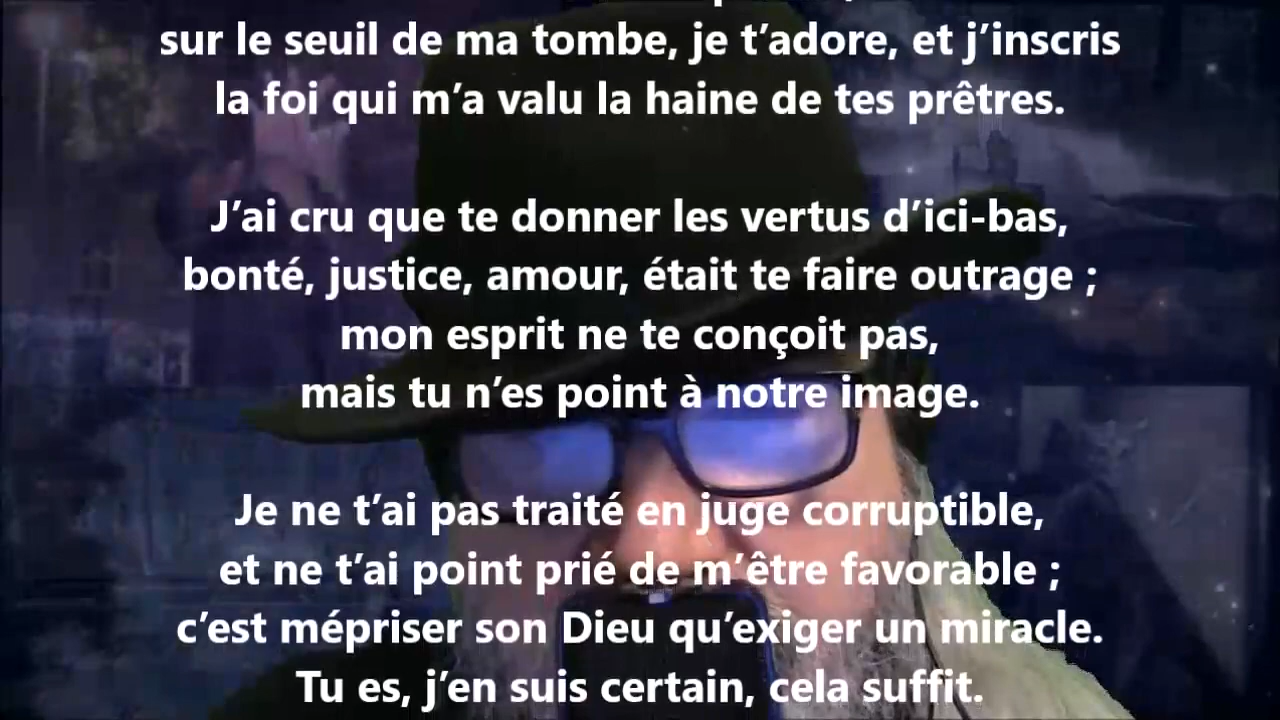 sur le seuil de ma tombe, je t’adore, et j’inscris
la foi qui m’a valu la haine de tes prêtres.
J’ai cru que te donner les vertus d’ici-bas,
bonté, justice, amour, était te faire outrage ;
mon esprit ne te conçoit pas,
mais tu n’es point à notre image.
Je ne t’ai pas traité en juge corruptible,
et ne t’ai point prié de m’être favorable ;
c’est mépriser son Dieu qu’exiger un miracle.
Tu es, j’en suis certain, cela suffit.